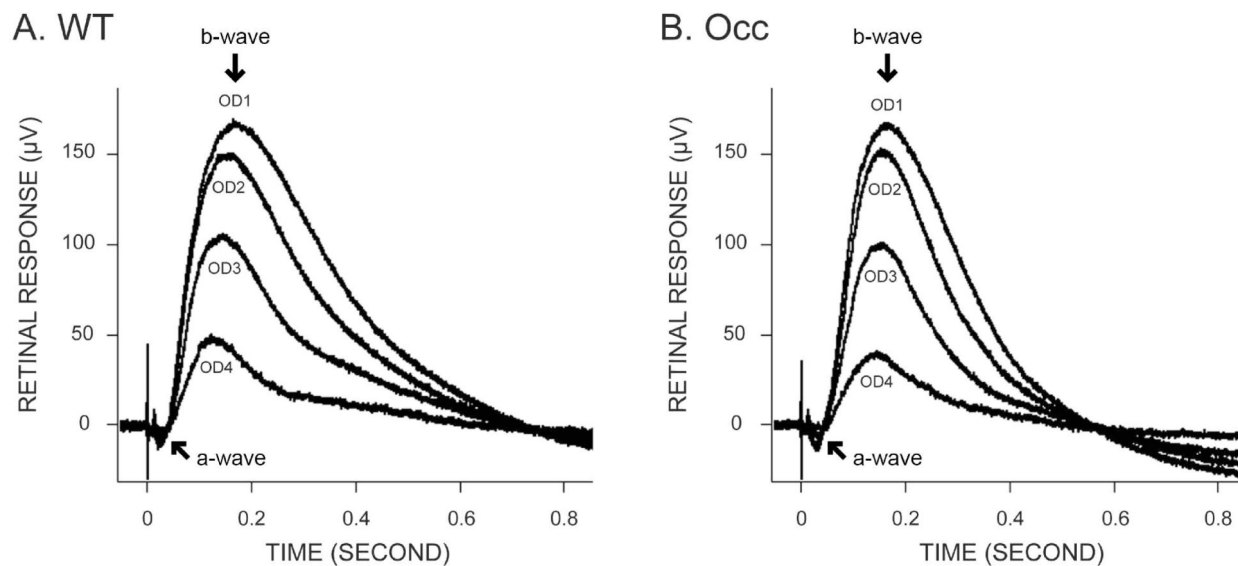 A. WT
b-wave
OD1
OD2
OD3
OD4
a-wave
RETINAL RESPONSE (µV)
150
100
50
0
0 0.2 0.4 0.6 0.8
TIME (SECOND)
B. Occ
b-wave
OD1
OD2
OD3
OD4
a-wave
RETINAL RESPONSE (µV)
150
100
50
0
0 0.2 0.4 0.6 0.8
TIME (SECOND)